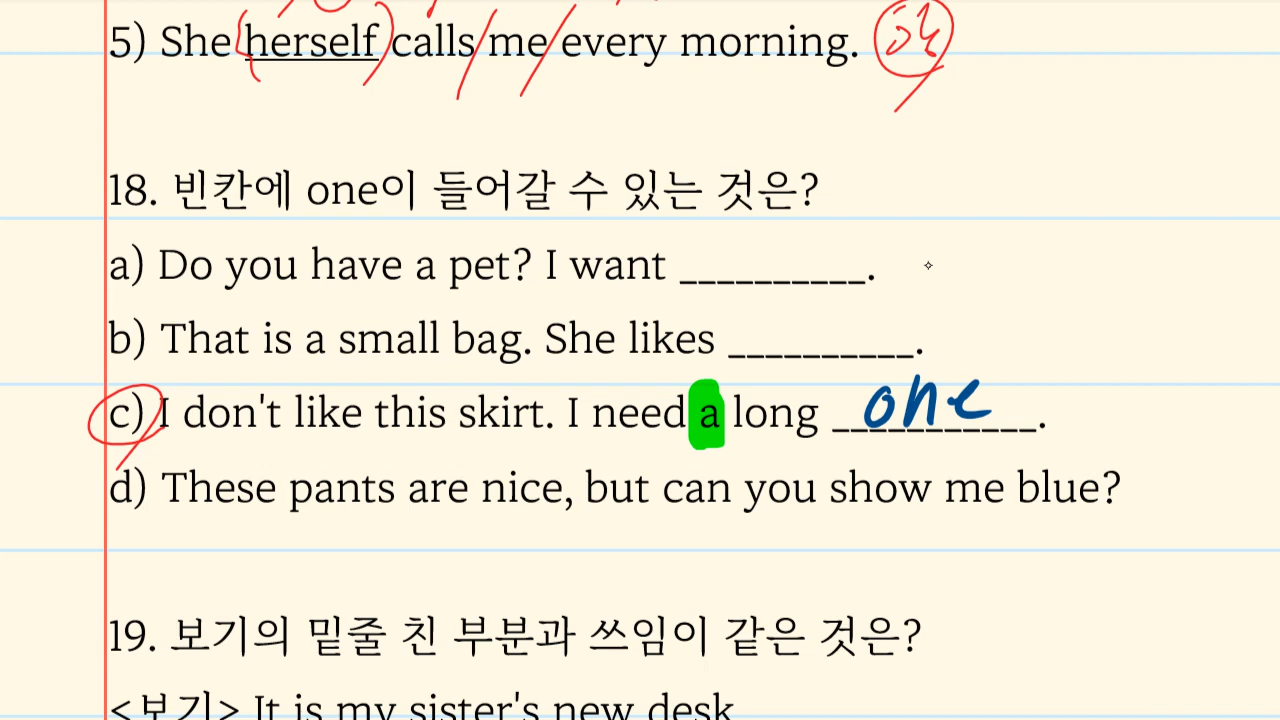 5) She herself calls me every morning.
18. 빈칸에 one이 들어갈 수 있는 것은?
a) Do you have a pet? I want __________.
b) That is a small bag. She likes __________.
c) I don't like this skirt. I need a long one.
d) These pants are nice, but can you show me blue?
19. 보기의 밑줄 친 부분과 쓰임이 같은 것은?
<보기> It is my sister's new desk